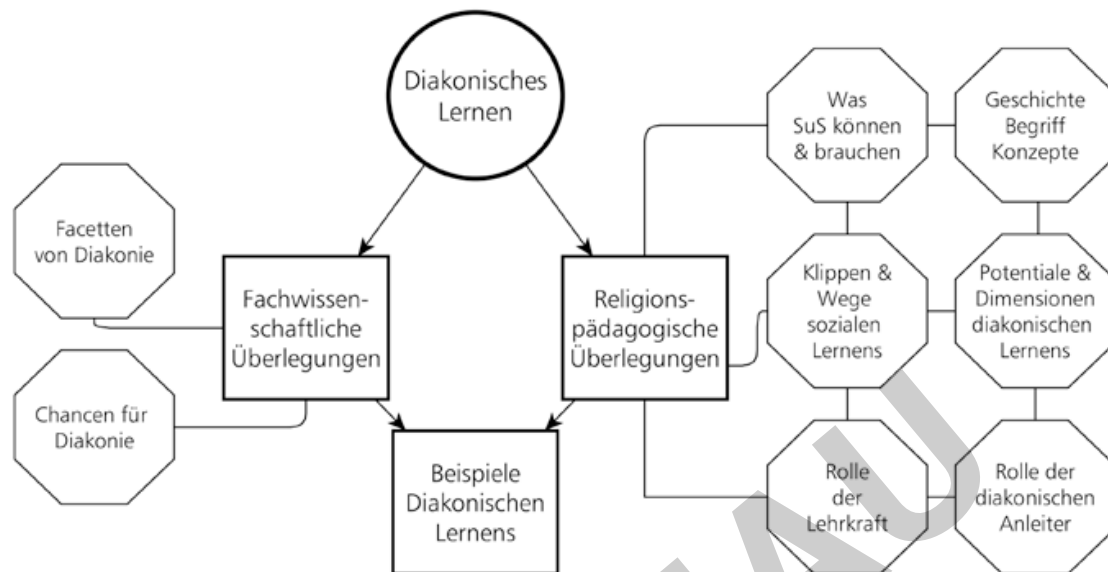 Diakonisches
Lernen
Was
SuS können
& brauchen
Geschichte
Begriff
Konzepte
Facetten
von Diakonie
Fachwissen-
schaftliche
Überlegungen
Religions-
pädagogische
Überlegungen
Klippen &
Wege
sozialen
Lernens
Potentiale &
Dimensionen
diakonischen
Lernens
Chancen für
Diakonie
Beispiele
Diakonischen
Lernens
Rolle
der
Lehrkraft
Rolle der
diakonischen
Anleiter
AU